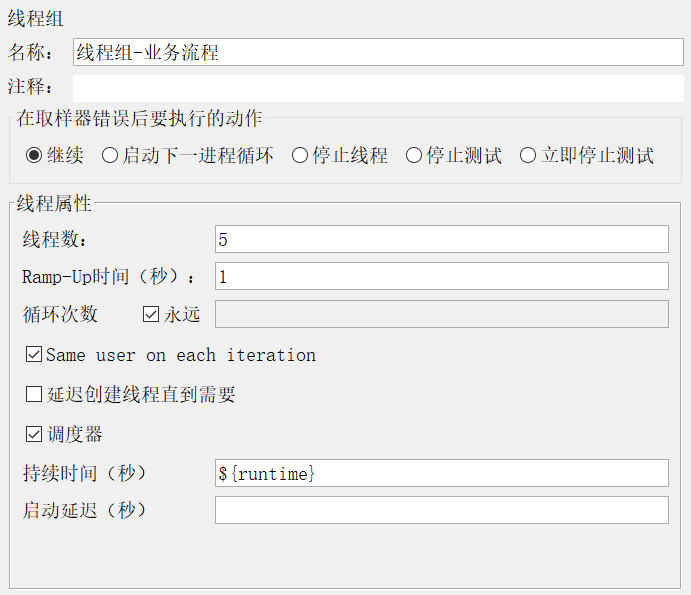 线程组
名称： 线程组-业务流程
注释：
在取样器错误后要执行的动作
继续 启动下一进程循环 停止线程 停止测试 立即停止测试
线程属性
线程数： 5
Ramp-Up时间（秒）： 1
循环次数 永远
Same user on each iteration
延迟创建线程直到需要
调度器
持续时间（秒） ${runtime}
启动延迟（秒）